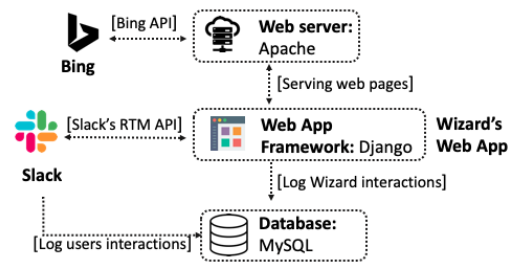 [Bing API]
Bing
Web server:
Apache
[Serving web pages]
[Slack's RTM API]
Slack
Web App
Framework: Django
Wizard's
Web App
[Log Wizard interactions]
[Log users interactions]
Database:
MySQL